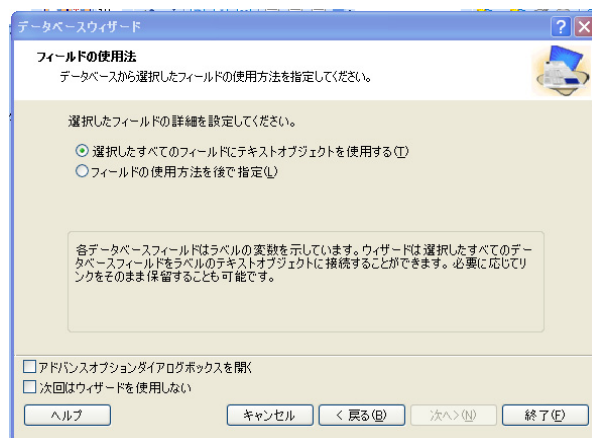 データベースウィザード
フィールドの使用法
データベースから選択したフィールドの使用方法を指定してください。
選択したフィールドの詳細を設定してください。
選択したすべてのフィールドにテキストオブジェクトを使用する(T)
フィールドの使用方法を後で指定(L)
各データベースフィールドはラベルの変数を示しています。ウィザードは選択したすべてのデー
タベースフィールドをラベルのテキストオブジェクトに接続することができます。必要に応じてリ
ンクをそのまま保留することも可能です。
アドバンスオプションダイアログボックスを開く
次回はウィザードを使用しない
ヘルプ キャンセル < 戻る(B) 次へ>(N) 終了(F)